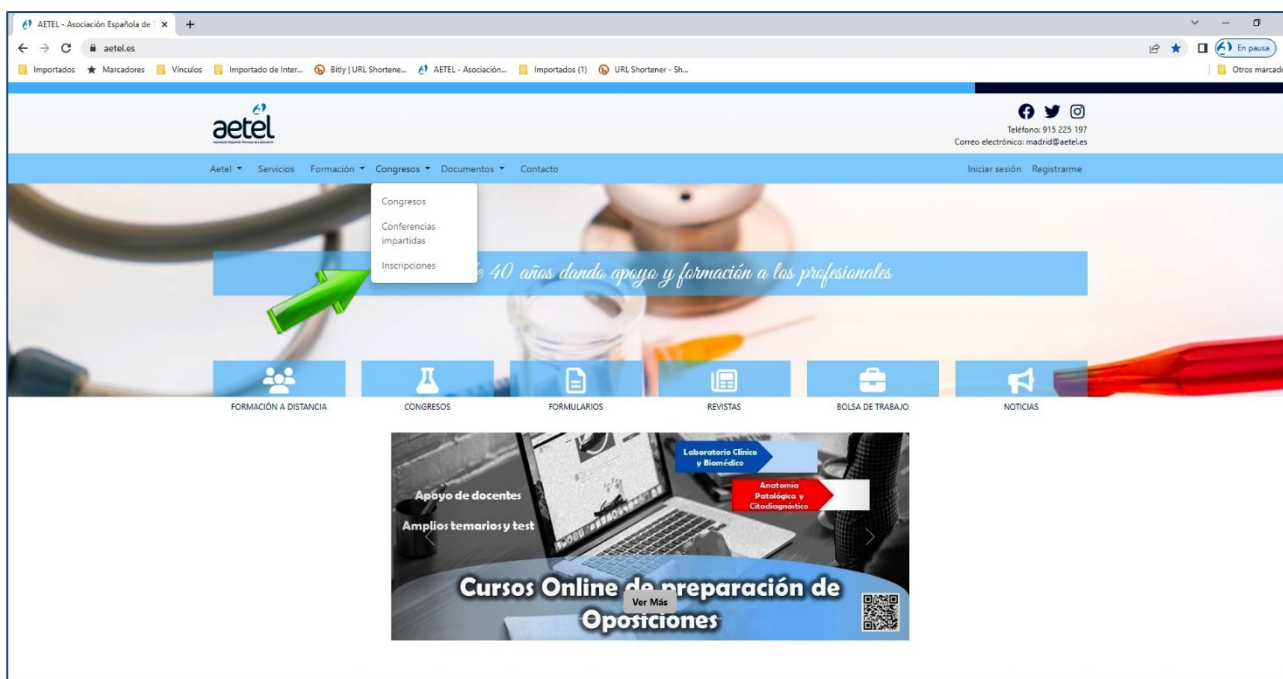 AETEL - Asociación Española de
aetel.es
En pausa
Importados Marcadores Vínculos Importado de Inter... Bitly | URL Shortene... AETEL - Asociación... Importados (1) URL Shortener - Sh...
Otros marcado
aetel
Teléfono: 915 225 197
Correo electrónico: madrid@aetel.es
Aetel Servicios Formación Congresos Documentos Contacto
Iniciar sesión Registrarme
Congresos
Conferencias
impartidas
Inscripciones
e 40 años dando apoyo y formación a los profesionales
FORMACIÓN A DISTANCIA CONGRESOS FORMULARIOS REVISTAS BOLSA DE TRABAJO NOTICIAS
Laboratorio Clínico
y Biomédico
Anatomía
Patológica y
Citodiagnóstico
Apoyo de docentes
Amplios temarios y test
Cursos Online de preparación de
Ver Más
Oposiciones